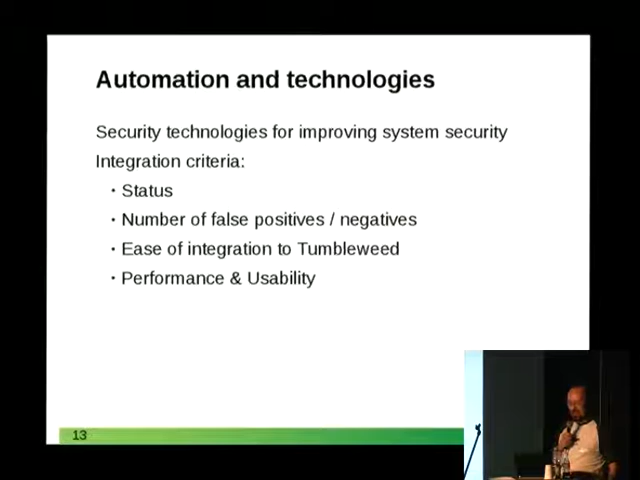 Automation and technologies
Security technologies for improving system security
Integration criteria:
• Status
• Number of false positives / negatives
• Ease of integration to Tumbleweed
• Performance & Usability
13